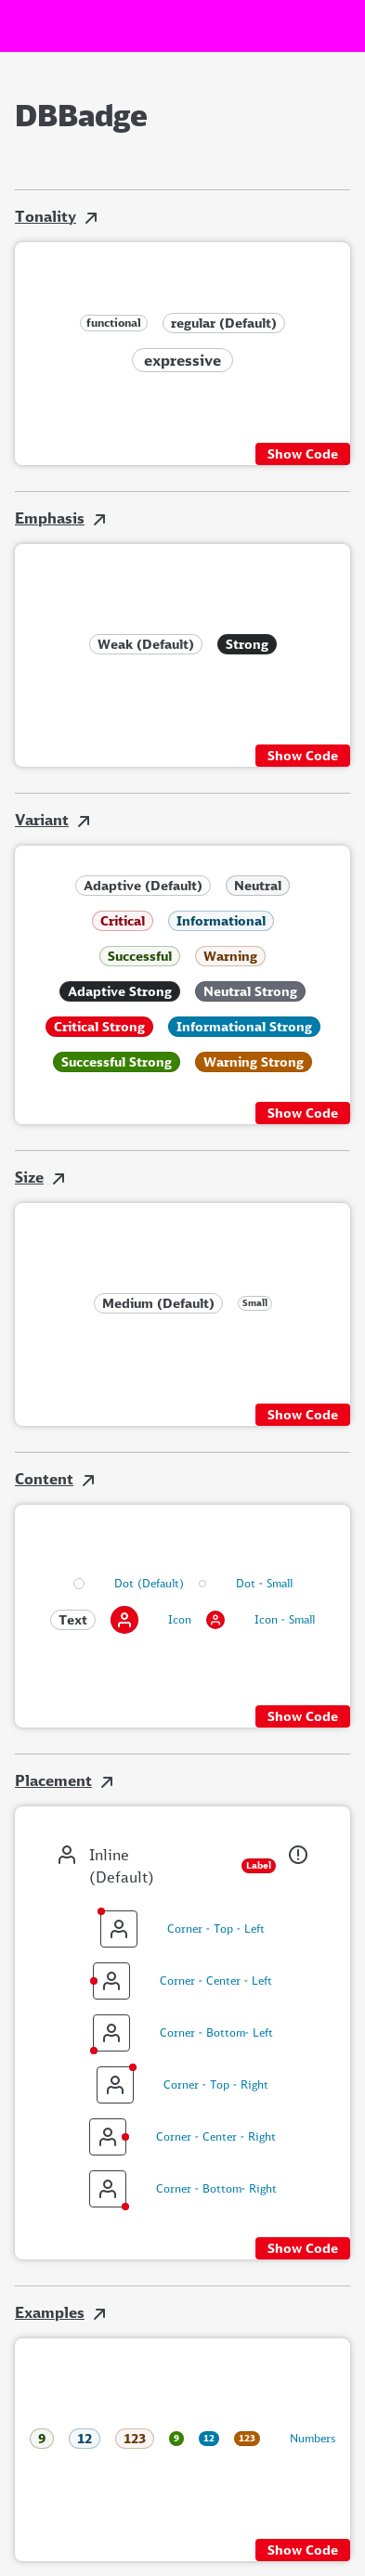 DBBadge
Tonality
functional regular (Default)
expressive
Show Code
Emphasis
Weak (Default) Strong
Show Code
Variant
Adaptive (Default) Neutral
Critical Informational
Successful Warning
Adaptive Strong Neutral Strong
Critical Strong Informational Strong
Successful Strong Warning Strong
Show Code
Size
Medium (Default) Small
Show Code
Content
Dot (Default) Dot - Small
Text Icon Icon - Small
Show Code
Placement
Inline
(Default)
Label
Corner - Top - Left
Corner - Center - Left
Corner - Bottom- Left
Corner - Top - Right
Corner - Center - Right
Corner - Bottom- Right
Show Code
Examples
9 12 123 9 12 123 Numbers
Show Code